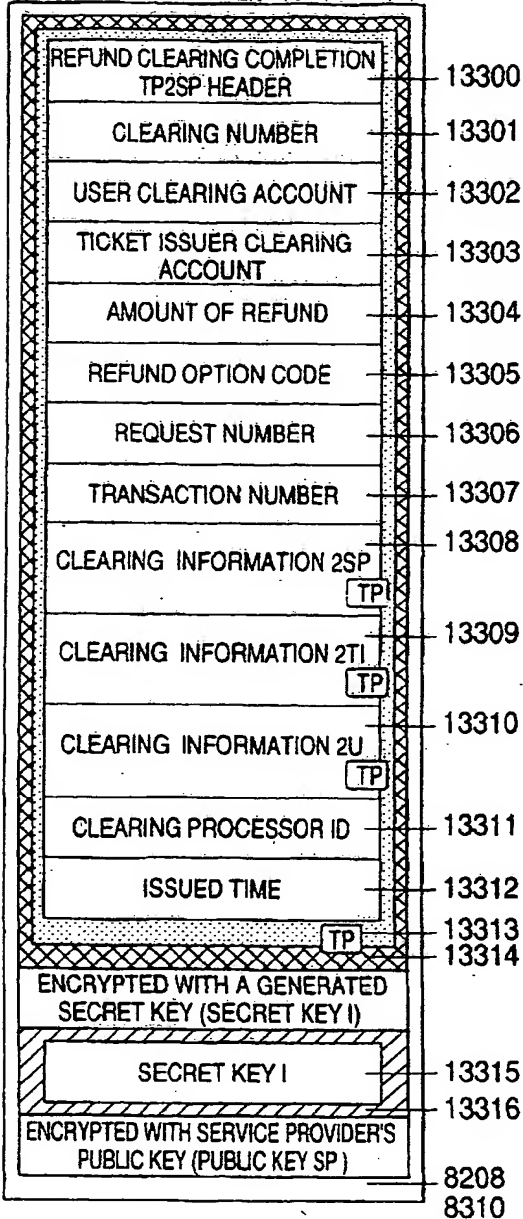 REFUND CLEARING COMPLETION
TP2SP HEADER
13300
CLEARING NUMBER
13301
USER CLEARING ACCOUNT
13302
TICKET ISSUER CLEARING
ACCOUNT
13303
AMOUNT OF REFUND
13304
REFUND OPTION CODE
13305
REQUEST NUMBER
13306
TRANSACTION NUMBER
13307
13308
CLEARING INFORMATION 2SP
TP
13309
CLEARING INFORMATION 2TI
TP
13310
CLEARING INFORMATION 2U
TP
CLEARING PROCESSOR ID
13311
ISSUED TIME
13312
TP
13313
13314
ENCRYPTED WITH A GENERATED
SECRET KEY (SECRET KEY I)
SECRET KEY I
13315
13316
ENCRYPTED WITH SERVICE PROVIDER'S
PUBLIC KEY (PUBLIC KEY SP )
8208
8310